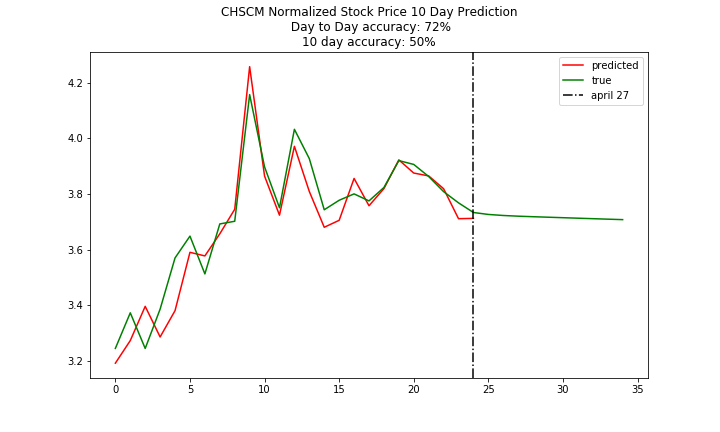 CHSCM Normalized Stock Price 10 Day Prediction
Day to Day accuracy: 72%
10 day accuracy: 50%
predicted
true
april 27
4.2
4.0
3.8
3.6
3.4
3.2
0 5 10 15 20 25 30 35